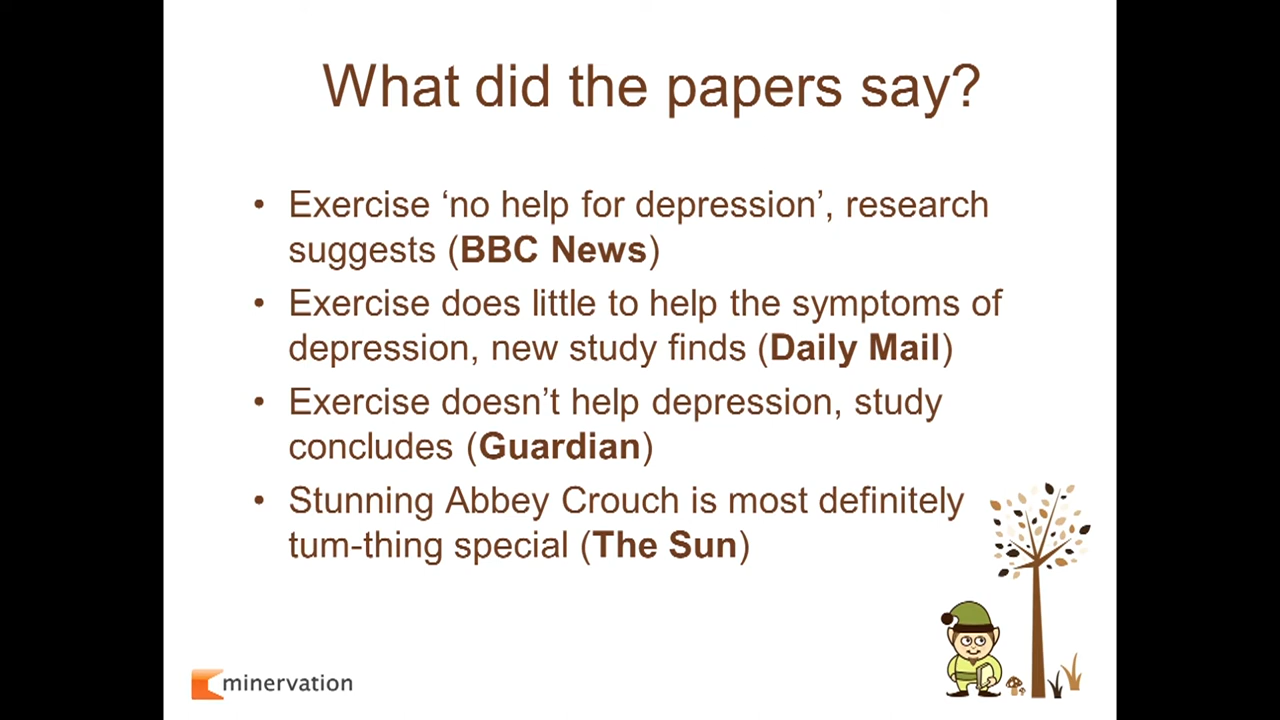 What did the papers say?
• Exercise ‘no help for depression’, research
suggests (BBC News)
• Exercise does little to help the symptoms of
depression, new study finds (Daily Mail)
• Exercise doesn’t help depression, study
concludes (Guardian)
• Stunning Abbey Crouch is most definitely
tum-thing special (The Sun)
minervation